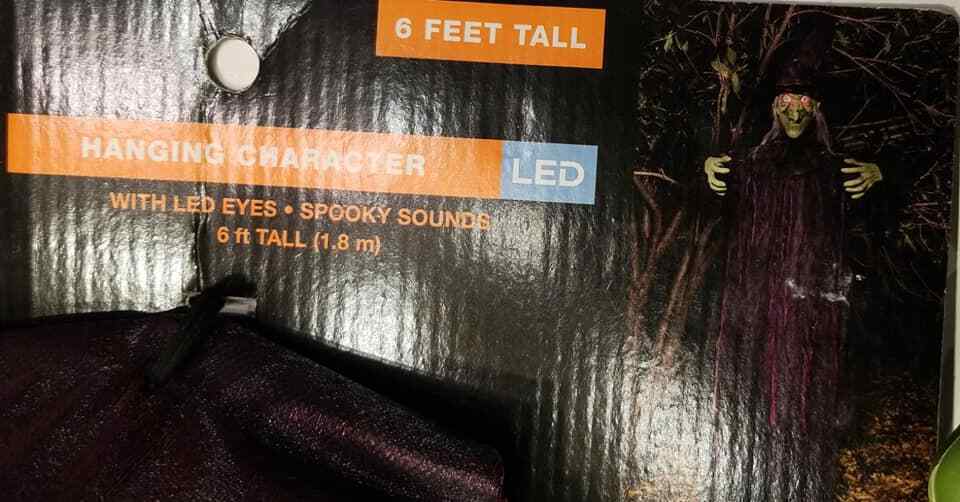 6 FEET TALL
HANGING CHARACTER
LED
WITH LED EYES • SPOOKY SOUNDS
6 ft TALL (1.8 m)